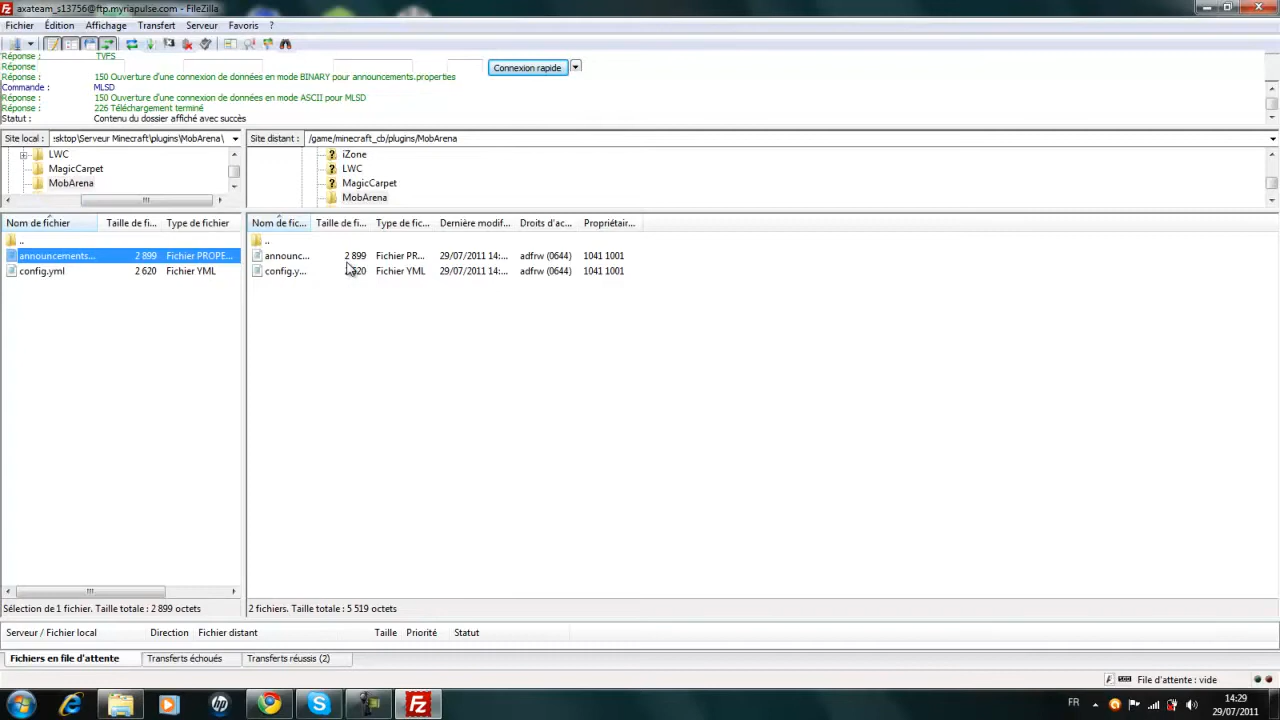 axateam_s13756@ftp.myriapulse.com - FileZilla
Fichier Édition Affichage Transfert Serveur Favoris ?
Réponse : TVFS
Réponse
Connexion rapide
Réponse : 150 Ouverture d'une connexion de données en mode BINARY pour announcements.properties
Commande : MLSD
Réponse : 150 Ouverture d'une connexion de données en mode ASCII pour MLSD
Réponse : 226 Téléchargement terminé
Statut : Contenu du dossier affiché avec succès
Site local : :sktop\Serveur Minecraft\plugins\MobArena\
Site distant : /game/minecraft_cb/plugins/MobArena
LWC
MagicCarpet
MobArena
iZone
LWC
MagicCarpet
MobArena
Nom de fichier Taille de fi... Type de fichier
..
announcements... 2 899 Fichier PROPE...
config.yml 2 620 Fichier YML
Nom de fic... Taille de fi... Type de fic... Dernière modif... Droits d'ac... Propriétair...
..
announc... 2 899 Fichier PR... 29/07/2011 14:... adfrw (0644) 1041 1001
config.y... Fichier YML 29/07/2011 14:... adfrw (0644) 1041 1001
Sélection de 1 fichier. Taille totale : 2 899 octets
2 fichiers. Taille totale : 5 519 octets
Serveur / Fichier local Direction Fichier distant Taille Priorité Statut
Fichiers en file d'attente Transferts échoués Transferts réussis (2)
File d'attente : vide
FR
14:29
29/07/2011